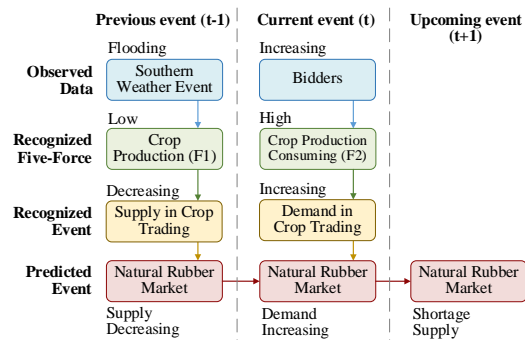 Previous event (t-1)
Current event (t)
Upcoming event
(t+1)
Observed
Data
Flooding
Southern
Weather Event
Increasing
Bidders
Recognized
Five-Force
Low
Crop
Production (F1)
High
Crop Production
Consuming (F2)
Recognized
Event
Decreasing
Supply in Crop
Trading
Increasing
Demand in
Crop Trading
Predicted
Event
Natural Rubber
Market
Supply
Decreasing
Natural Rubber
Market
Demand
Increasing
Natural Rubber
Market
Shortage
Supply